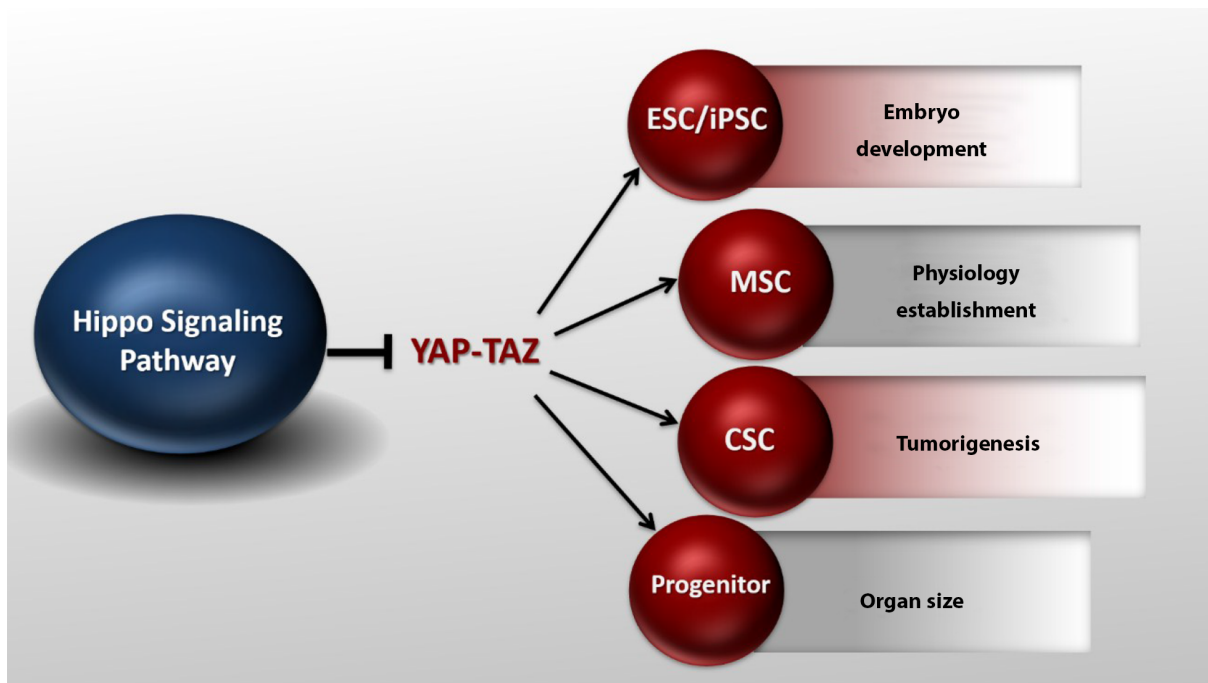 Hippo Signaling
Pathway
YAP-TAZ
ESC/iPSC
Embryo
development
MSC
Physiology
establishment
CSC
Tumorigenesis
Progenitor
Organ size